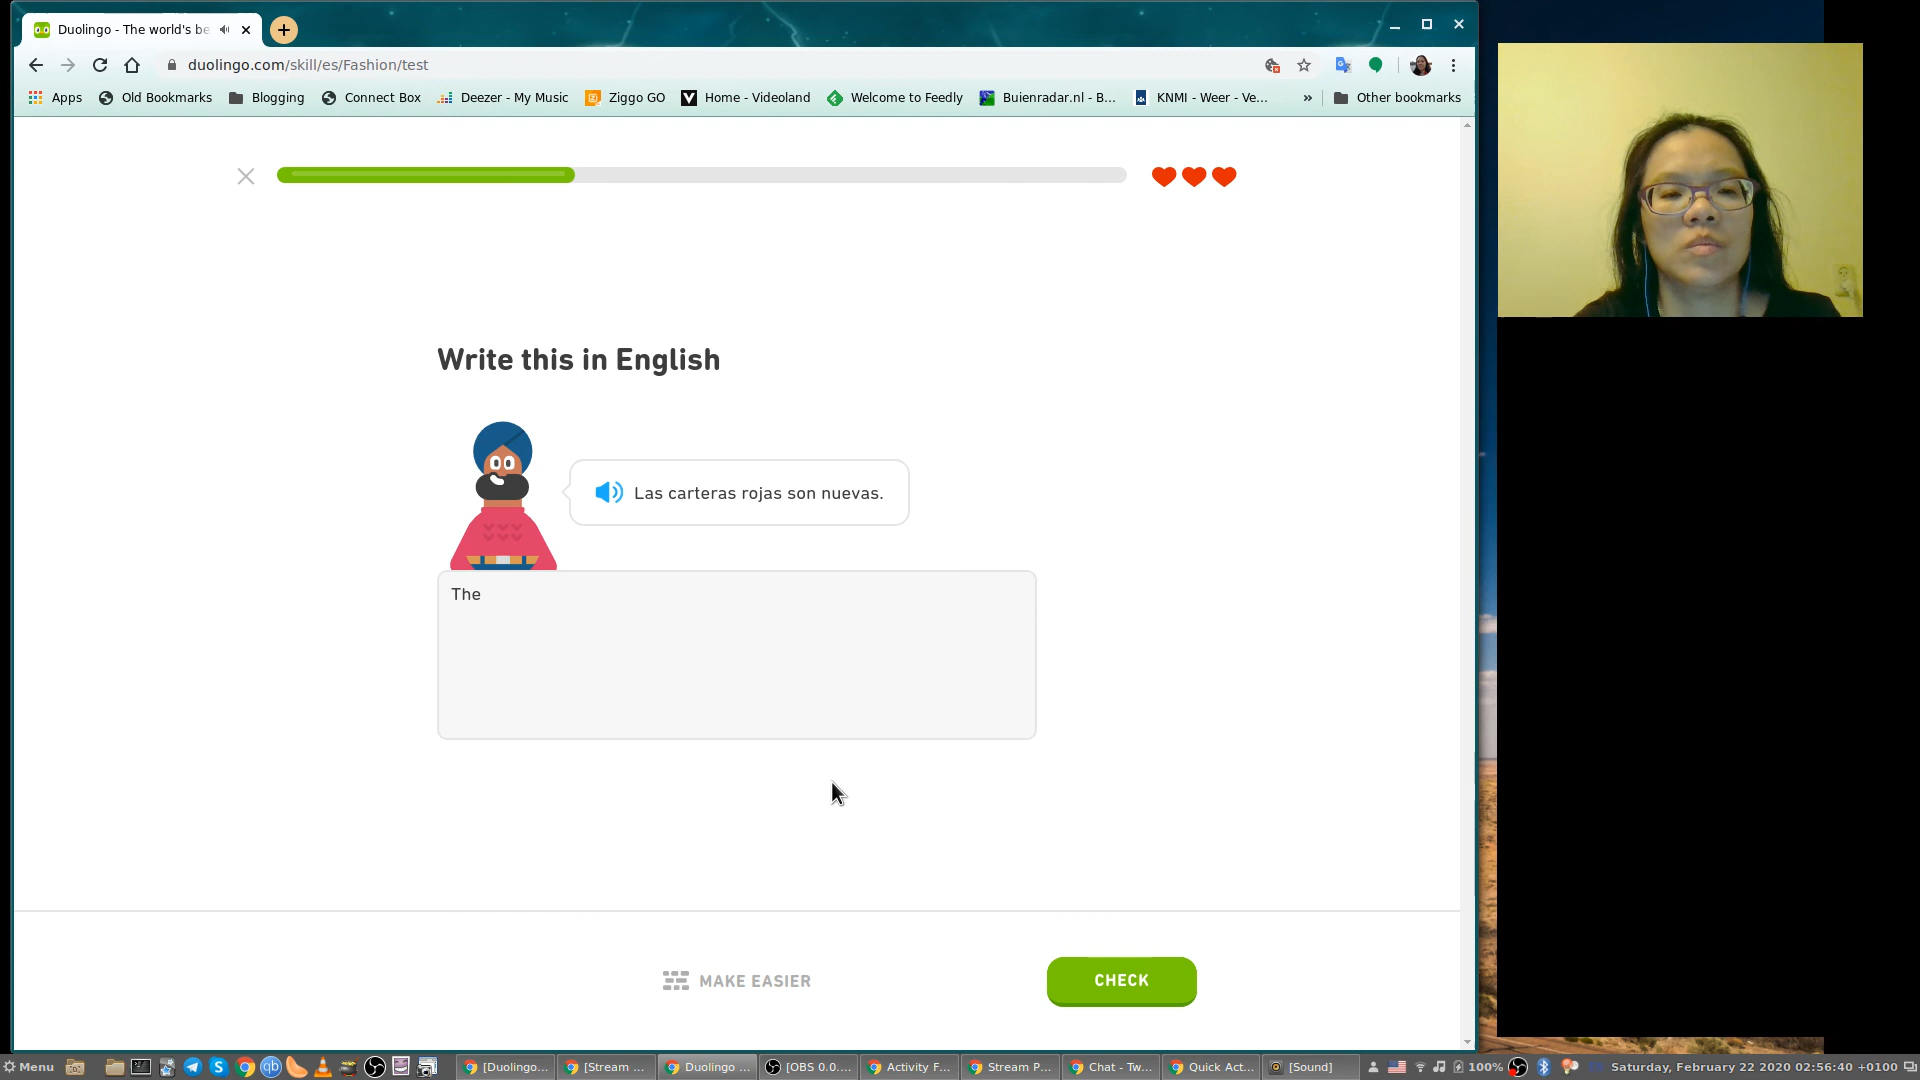 Duolingo - The world's be
duolingo.com/skill/es/Fashion/test
Apps
Old Bookmarks
Blogging
Connect Box
Deezer - My Music
Ziggo GO
Home - Videoland
Welcome to Feedly
Buienradar.nl - B...
KNMI - Weer - Ve...
»
Other bookmarks
Write this in English
Las carteras rojas son nuevas.
The
MAKE EASIER
CHECK
Menu
[Duolingo...
[Stream ...
Duolingo ...
[OBS 0.0....
Activity F...
Stream P...
Chat - Tw...
Quick Act...
[Sound]
100%
Saturday, February 22 2020 02:56:40 +0100